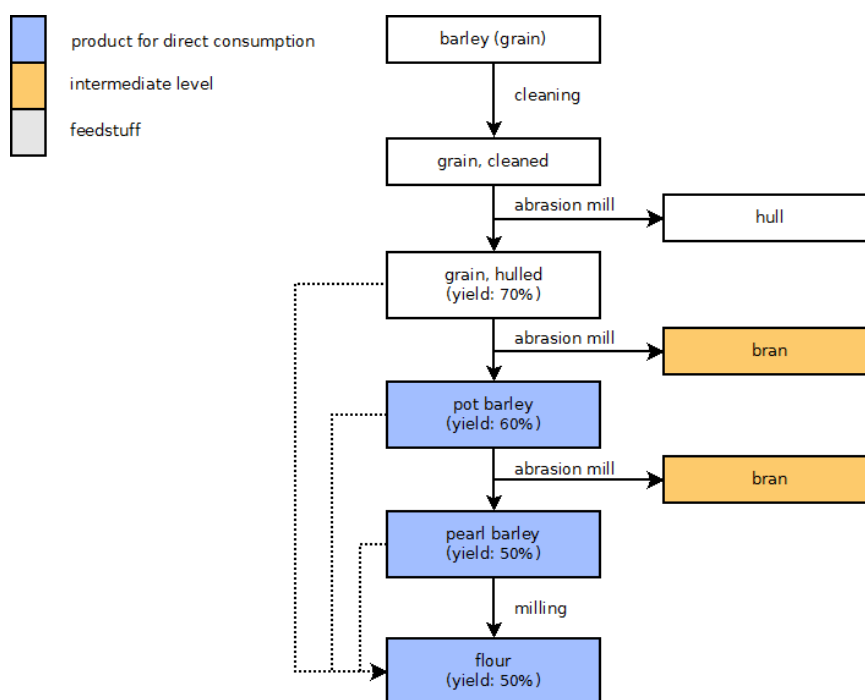 product for direct consumption
intermediate level
feedstuff
barley (grain)
cleaning
grain, cleaned
abrasion mill
hull
grain, hulled
(yield: 70%)
abrasion mill
bran
pot barley
(yield: 60%)
abrasion mill
bran
pearl barley
(yield: 50%)
milling
flour
(yield: 50%)